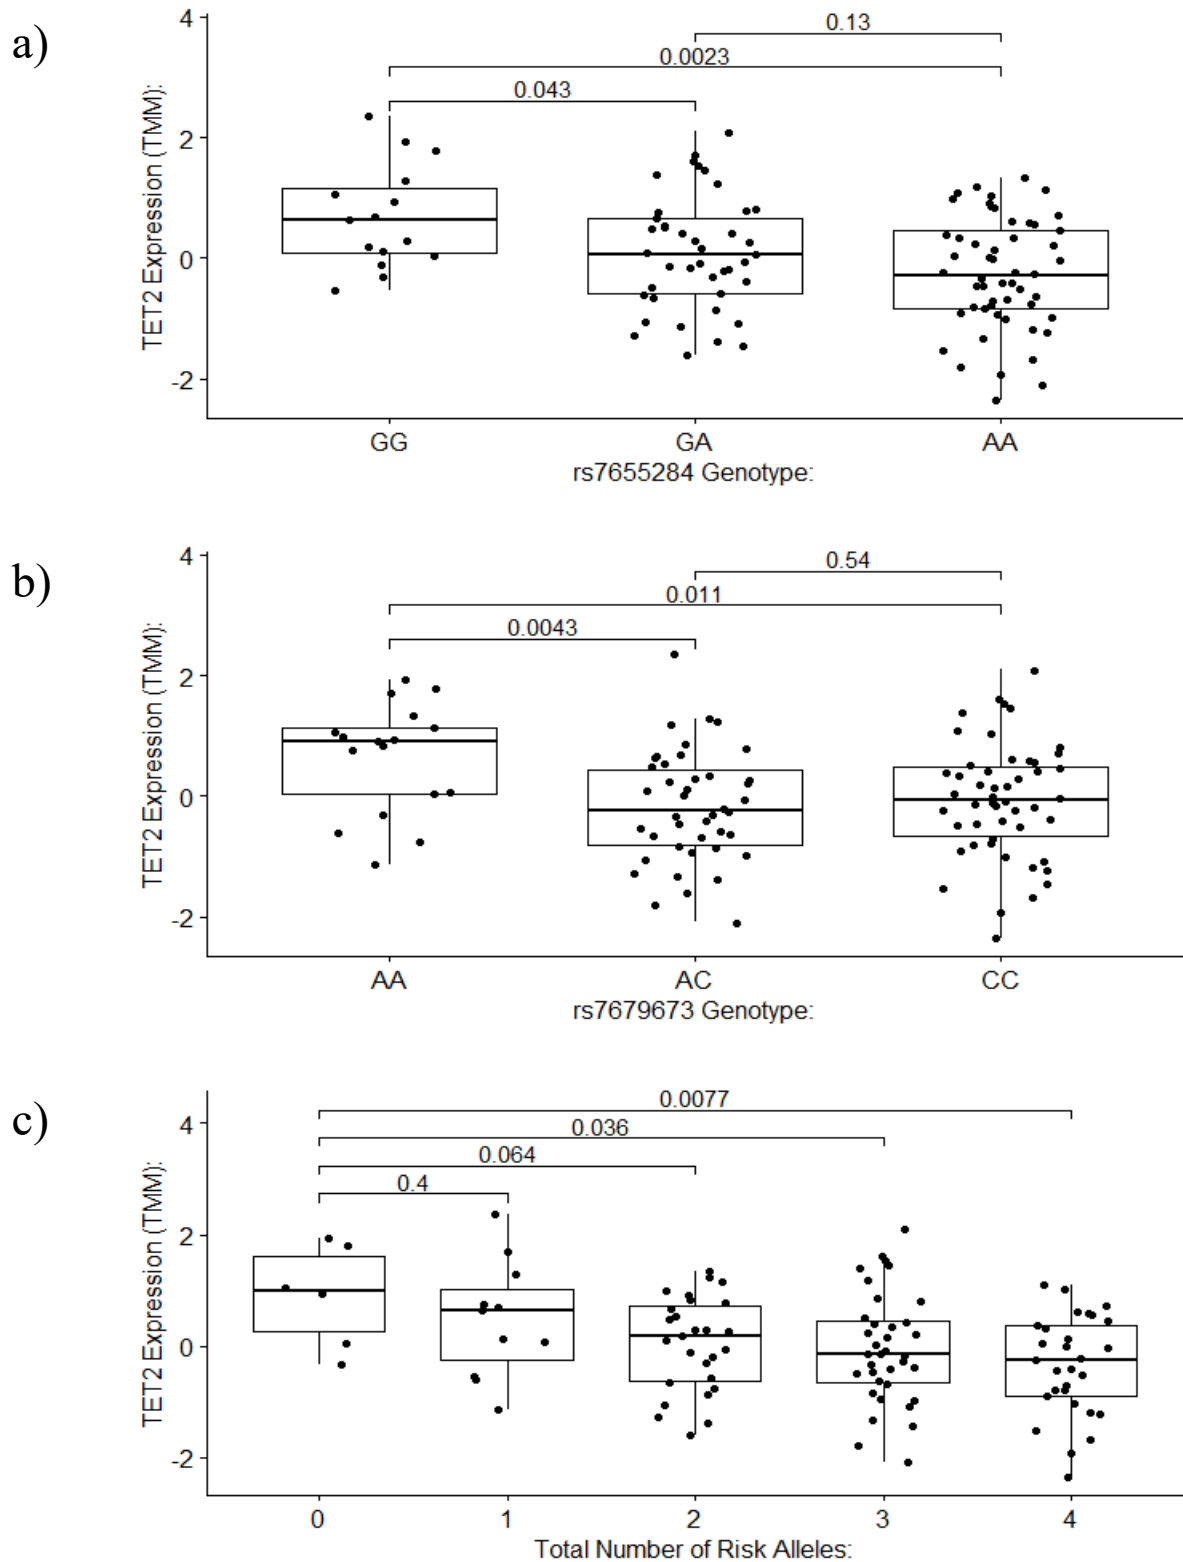 a)
TET2 Expression (TMM):
4
2
0
-2
0.13
0.0023
0.043
GG GA AA
rs7655284 Genotype:
b)
TET2 Expression (TMM):
4
2
0
-2
0.54
0.011
0.0043
AA AC CC
rs7679673 Genotype:
c)
TET2 Expression (TMM):
4
2
0
-2
0.0077
0.036
0.064
0.4
0 1 2 3 4
Total Number of Risk Alleles: